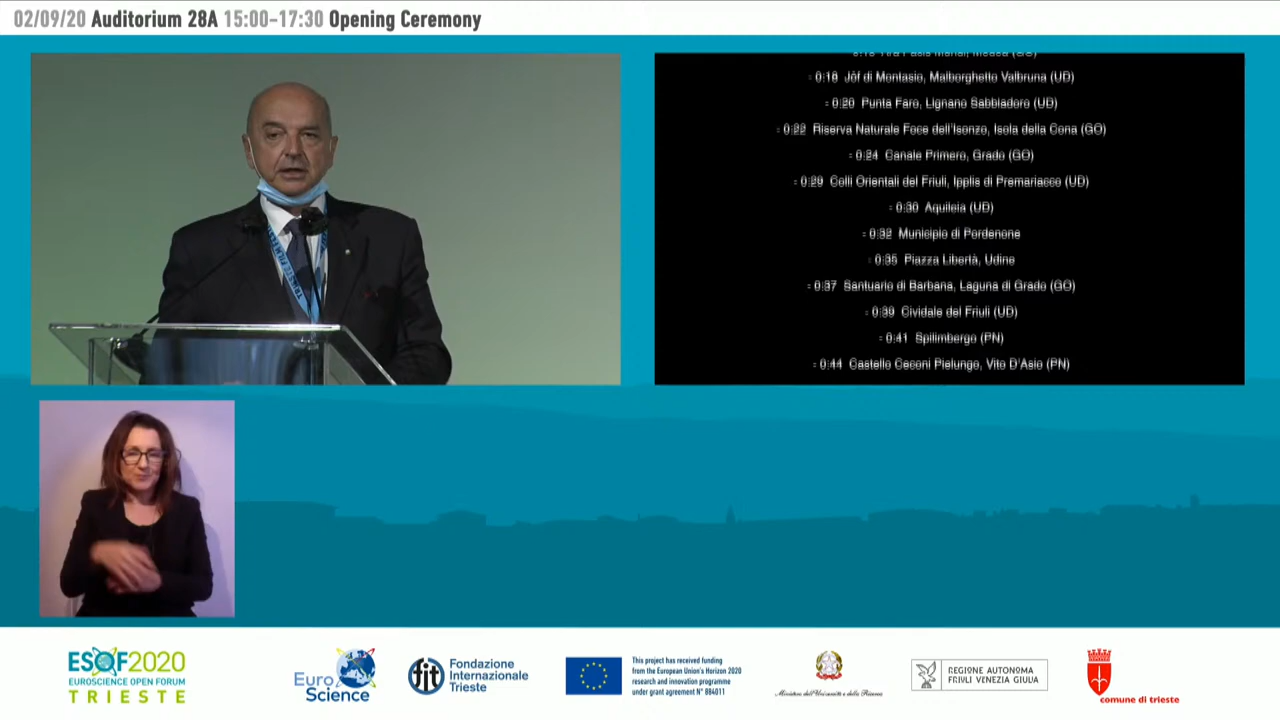 02/09/20 Auditorium 28A 15:00-17:30 Opening Ceremony
- 0:18 Jôf di Montasio, Malborghetto Valbruna (UD)
- 0:20 Punta Faro, Lignano Sabbiadoro (UD)
- 0:22 Riserva Naturale Foce dell'Isonzo, Isola della Cona (GO)
- 0:24 Canale Primero, Grado (GO)
- 0:29 Colli Orientali del Friuli, Ipplis di Premariacco (UD)
- 0:30 Aquileia (UD)
- 0:32 Municipio di Pordenone
- 0:35 Piazza Libertà, Udine
- 0:37 Santuario di Barbana, Laguna di Grado (GO)
- 0:39 Cividale del Friuli (UD)
- 0:41 Spilimbergo (PN)
- 0:44 Castello Ceconi Pielungo, Vito D'Asio (PN)
ESOF2020
EUROSCIENCE OPEN FORUM
TRIESTE
Euro
Science
fit
Fondazione
Internazionale
Trieste
This project has received funding
from the European Union's Horizon 2020
research and innovation programme
under grant agreement N° 884011
Ministero dell'Università e della Ricerca
REGIONE AUTONOMA
FRIULI VENEZIA GIULIA
comune di trieste